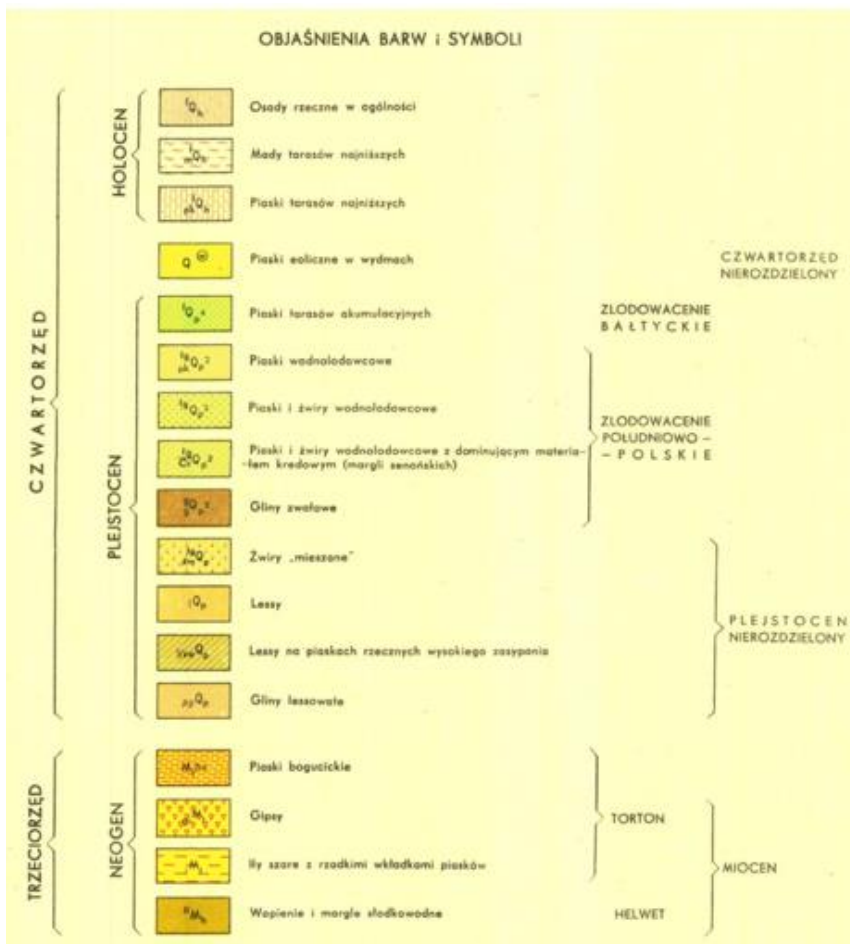 OBJAŚNIENIA BARW i SYMBOLI
CZWARTORZĘD
HOLOCEN
Osady rzeczne w ogólności
Mady tarasów najniższych
Piaski tarasów najniższych
Q
Piaski eoliczne w wydmach
CZWARTORZĘD
NIEROZDZIELONY
PLEJSTOCEN
Piaski tarasów akumulacyjnych
ZLODOWACENIE
BAŁTYCKIE
Piaski wodnolodowcowe
Piaski i żwiry wodnolodowcowe
ZLODOWACENIE
POŁUDNIOWO –
– POLSKIE
Piaski i żwiry wodnolodowcowe z dominującym materia-
-łem kredowym (margli senońskich)
Gliny zwałowe
Żwiry „mieszane"
Lessy
PLEJSTOCEN
NIEROZDZIELONY
Lessy na piaskach rzecznych wysokiego zasypania
Gliny lessowate
TRZECIORZĘD
NEOGEN
Piaski bogucickie
Gipsy
TORTON
Iły szare z rzadkimi wkładkami piasków
MIOCEN
Wapienie i margle słodkowodne
HELWET